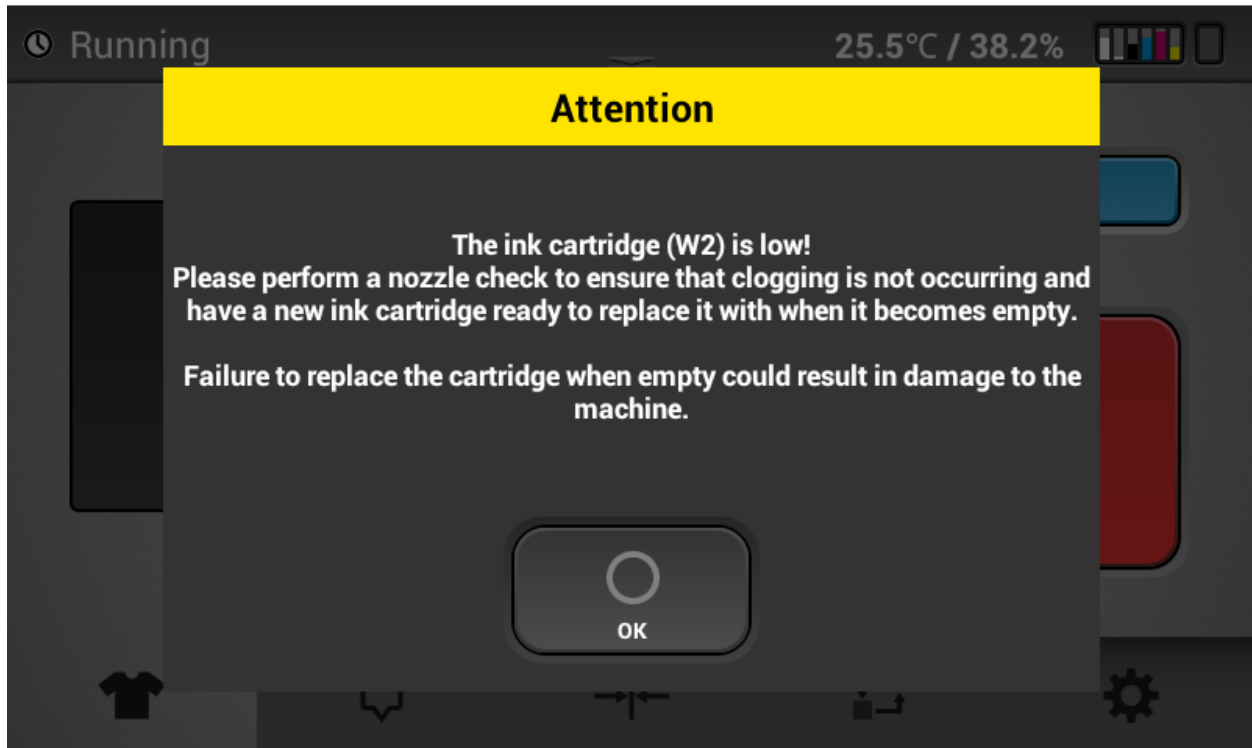 Running
25.5℃ / 38.2%
Attention
The ink cartridge (W2) is low!
Please perform a nozzle check to ensure that clogging is not occurring and
have a new ink cartridge ready to replace it with when it becomes empty.
Failure to replace the cartridge when empty could result in damage to the
machine.
OK